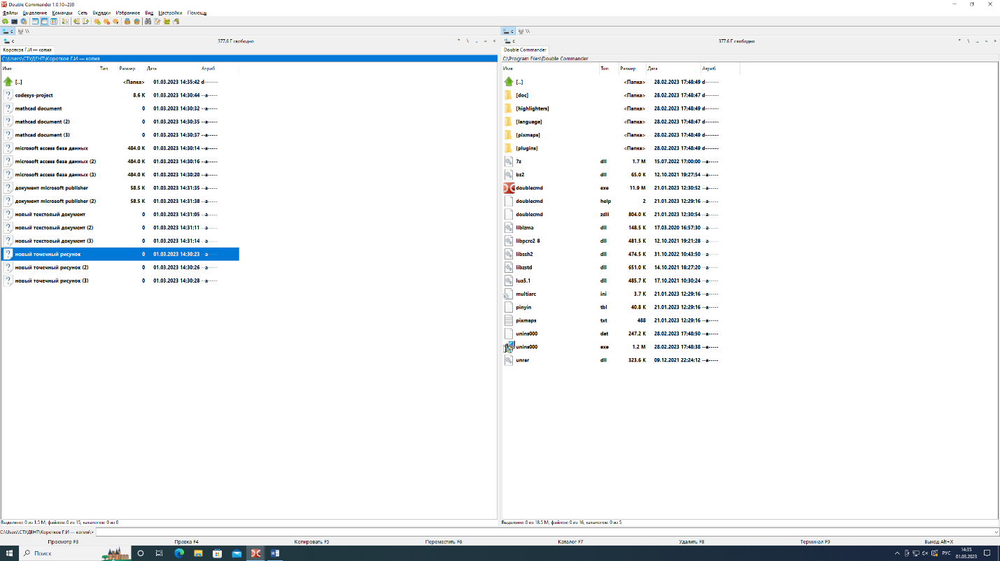 Double Commander 1.0.10~239
Файлы Выделение Команды Сеть Вкладки Избранное Вид Настройки Помощь
c \\
c 377.6 Г свободно * \ .. ~ <
Коротков Г.И — копия
C:\Users\СТУДЕНТ\Коротков Г.И — копия
Имя Тип Размер Дата Атриб
[..] <Папка> 01.03.2023 14:35:42 d-------
codesys-project 8.6 K 01.03.2023 14:30:44 --a-----
mathcad document 0 01.03.2023 14:30:32 --a-----
mathcad document (2) 0 01.03.2023 14:30:35 --a-----
mathcad document (3) 0 01.03.2023 14:30:37 --a-----
microsoft access база данных 484.0 K 01.03.2023 14:30:14 --a-----
microsoft access база данных (2) 484.0 K 01.03.2023 14:30:16 --a-----
microsoft access база данных (3) 484.0 K 01.03.2023 14:30:20 --a-----
документ microsoft publisher 58.5 K 01.03.2023 14:31:35 --a-----
документ microsoft publisher (2) 58.5 K 01.03.2023 14:31:38 --a-----
новый текстовый документ 0 01.03.2023 14:31:05 --a-----
новый текстовый документ (2) 0 01.03.2023 14:31:11 --a-----
новый текстовый документ (3) 0 01.03.2023 14:31:14 --a-----
новый точечный рисунок 0 01.03.2023 14:30:23 --a-----
новый точечный рисунок (2) 0 01.03.2023 14:30:26 --a-----
новый точечный рисунок (3) 0 01.03.2023 14:30:28 --a-----
Выделено: 0 из 1.5 М, файлов: 0 из 15, каталогов: 0 из 0
c \\
c 377.6 Г свободно * \ .. ~ >
Double Commander
C:\Program Files\Double Commander
Имя Тип Размер Дата Атриб
[..] <Папка> 28.02.2023 17:48:49 d-------
[doc] <Папка> 28.02.2023 17:48:47 d-------
[highlighters] <Папка> 28.02.2023 17:48:49 d-------
[language] <Папка> 28.02.2023 17:48:47 d-------
[pixmaps] <Папка> 28.02.2023 17:48:49 d-------
[plugins] <Папка> 28.02.2023 17:48:49 d-------
7z dll 1.7 M 15.07.2022 17:00:00 --a-----
bz2 dll 65.0 K 12.10.2021 19:27:54 --a-----
doublecmd exe 11.9 M 21.01.2023 12:30:52 --a-----
doublecmd help 2 21.01.2023 12:29:16 --a-----
doublecmd zdli 804.0 K 21.01.2023 12:30:54 --a-----
liblzma dll 148.5 K 17.03.2020 16:57:30 --a-----
libpcre2-8 dll 481.5 K 12.10.2021 19:21:28 --a-----
libssh2 dll 474.5 K 31.10.2022 10:43:50 --a-----
libzstd dll 651.0 K 14.10.2021 18:27:20 --a-----
lua5.1 dll 485.7 K 17.10.2021 10:30:24 --a-----
multiarc ini 3.7 K 21.01.2023 12:29:16 --a-----
pinyin tbl 40.8 K 21.01.2023 12:29:16 --a-----
pixmaps txt 488 21.01.2023 12:29:16 --a-----
unins000 dat 247.2 K 28.02.2023 17:48:50 --a-----
unins000 exe 1.2 M 28.02.2023 17:48:38 --a-----
unrar dll 323.6 K 09.12.2021 22:24:12 --a-----
Выделено: 0 из 18.5 М, файлов: 0 из 16, каталогов: 0 из 5
C:\Users\СТУДЕНТ\Коротков Г.И — копия\>
Просмотр F3 Правка F4 Копировать F5 Переместить F6 Каталог F7 Удалить F8 Терминал F9 Выход Alt+X
Поиск
РУС
14:35
01.03.2023